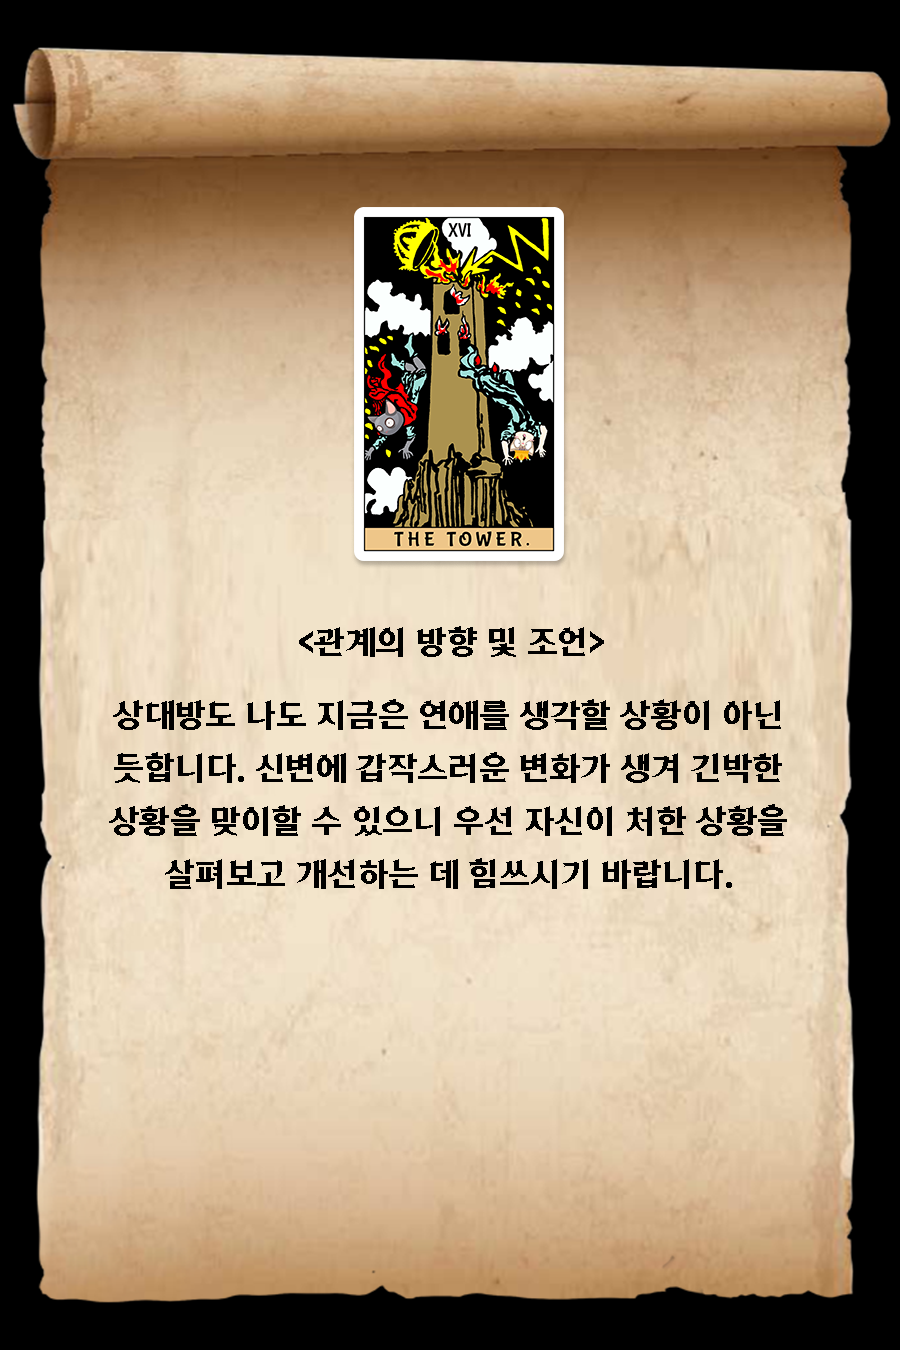 XVI
THE TOWER.
<관계의 방향 및 조언>
상대방도 나도 지금은 연애를 생각할 상황이 아닌
듯합니다. 신변에 갑작스러운 변화가 생겨 긴박한
상황을 맞이할 수 있으니 우선 자신이 처한 상황을
살펴보고 개선하는 데 힘쓰시기 바랍니다.